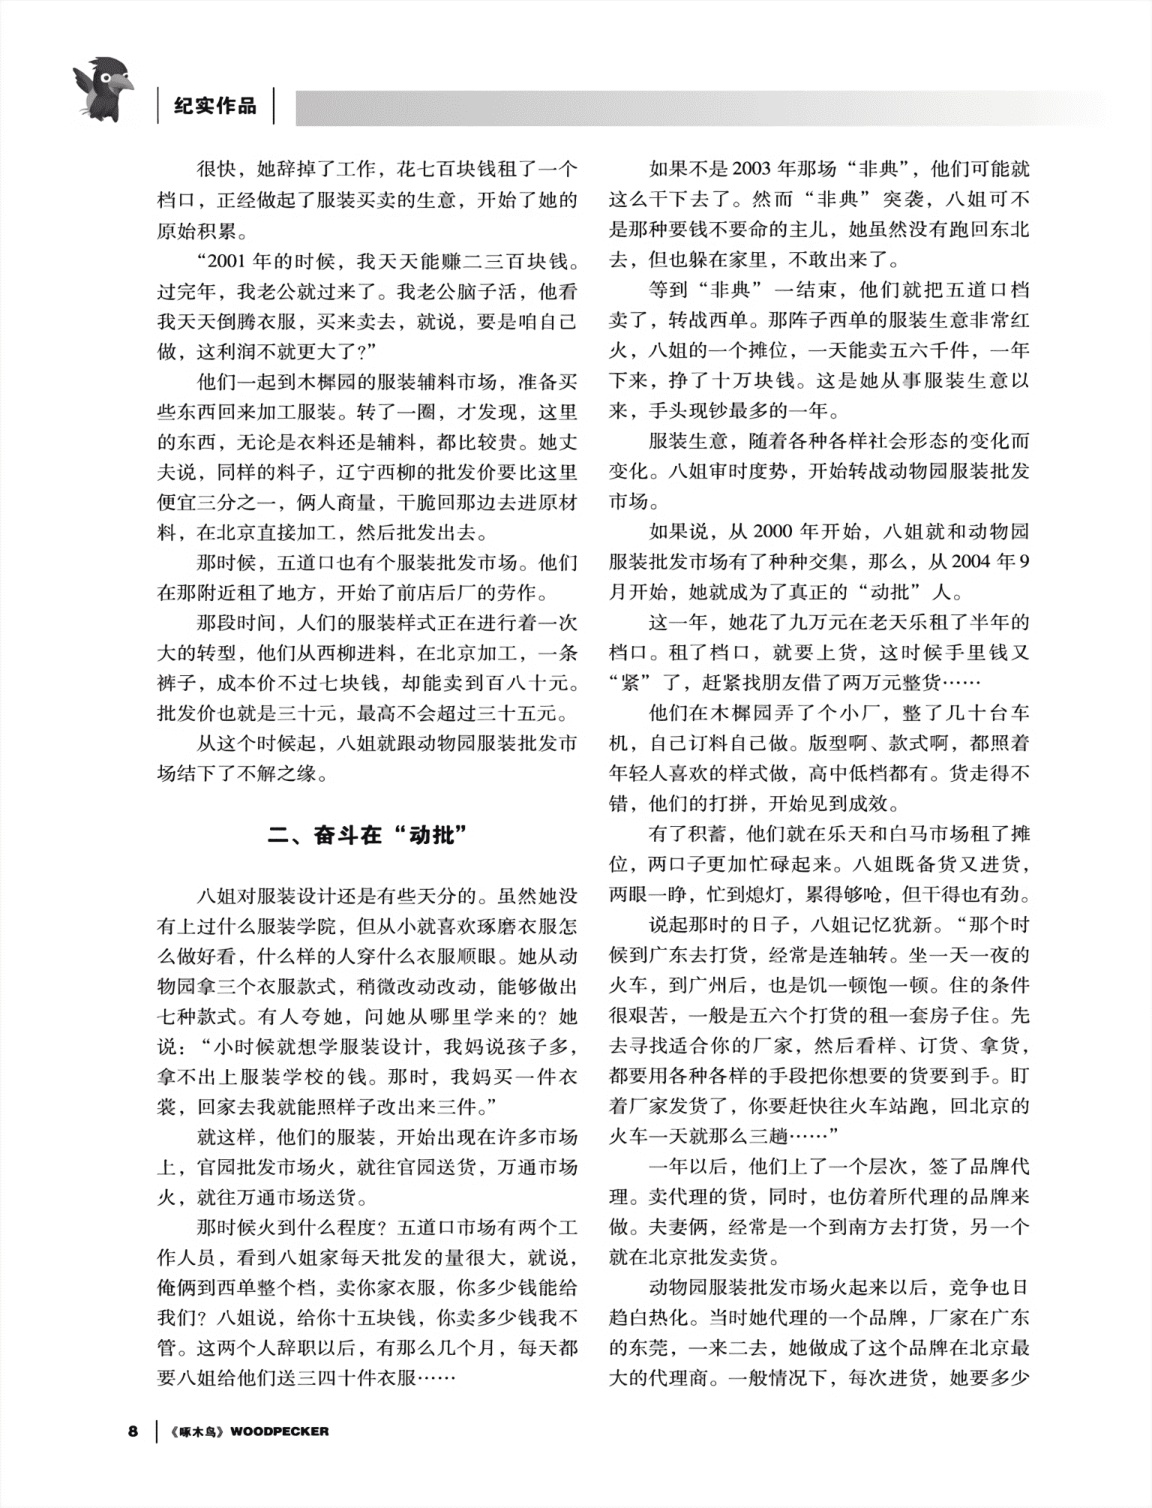 纪实作品
很快，她辞掉了工作，花七百块钱租了一个
档口，正经做起了服装买卖的生意，开始了她的
原始积累。
“2001 年的时候，我天天能赚二三百块钱。
过完年，我老公就过来了。我老公脑子活，他看
我天天倒腾衣服，买来卖去，就说，要是咱自己
做，这利润不就更大了?”
他们一起到木樨园的服装辅料市场，准备买
些东西回来加工服装。转了一圈，才发现，这里
的东西，无论是衣料还是辅料，都比较贵。她丈
夫说，同样的料子，辽宁西柳的批发价要比这里
便宜三分之一，俩人商量，干脆回那边去进原材
料，在北京直接加工，然后批发出去。
那时候，五道口也有个服装批发市场。他们
在那附近租了地方，开始了前店后厂的劳作。
那段时间，人们的服装样式正在进行着一次
大的转型，他们从西柳进料，在北京加工，一条
裤子，成本价不过七块钱，却能卖到百八十元。
批发价也就是三十元，最高不会超过三十五元。
从这个时候起，八姐就跟动物园服装批发市
场结下了不解之缘。
二、奋斗在“动批”
八姐对服装设计还是有些天分的。虽然她没
有上过什么服装学院，但从小就喜欢琢磨衣服怎
么做好看，什么样的人穿什么衣服顺眼。她从动
物园拿三个衣服款式，稍微改动改动，能够做出
七种款式。有人夸她，问她从哪里学来的? 她
说：“小时候就想学服装设计，我妈说孩子多，
拿不出上服装学校的钱。那时，我妈买一件衣
裳，回家去我就能照样子改出来三件。”
就这样，他们的服装，开始出现在许多市场
上，官园批发市场火，就往官园送货，万通市场
火，就往万通市场送货。
那时候火到什么程度? 五道口市场有两个工
作人员，看到八姐家每天批发的量很大，就说，
俺俩到西单整个档，卖你家衣服，你多少钱能给
我们? 八姐说，给你十五块钱，你卖多少钱我不
管。这两个人辞职以后，有那么几个月，每天都
要八姐给他们送三四十件衣服……
如果不是 2003 年那场“非典”，他们可能就
这么干下去了。然而“非典”突袭，八姐可不
是那种要钱不要命的主儿，她虽然没有跑回东北
去，但也躲在家里，不敢出来了。
等到“非典”一结束，他们就把五道口档
卖了，转战西单。那阵子西单的服装生意非常红
火，八姐的一个摊位，一天能卖五六千件，一年
下来，挣了十万块钱。这是她从事服装生意以
来，手头现钞最多的一年。
服装生意，随着各种各样社会形态的变化而
变化。八姐审时度势，开始转战动物园服装批发
市场。
如果说，从 2000 年开始，八姐就和动物园
服装批发市场有了种种交集，那么，从 2004 年 9
月开始，她就成为了真正的“动批”人。
这一年，她花了九万元在老天乐租了半年的
档口。租了档口，就要上货，这时候手里钱又
“紧”了，赶紧找朋友借了两万元整货……
他们在木樨园弄了个小厂，整了几十台车
机，自己订料自己做。版型啊、款式啊，都照着
年轻人喜欢的样式做，高中低档都有。货走得不
错，他们的打拼，开始见到成效。
有了积蓄，他们就在乐天和白马市场租了摊
位，两口子更加忙碌起来。八姐既备货又进货，
两眼一睁，忙到熄灯，累得够呛，但干得也有劲。
说起那时的日子，八姐记忆犹新。“那个时
候到广东去打货，经常是连轴转。坐一天一夜的
火车，到广州后，也是饥一顿饱一顿。住的条件
很艰苦，一般是五六个打货的租一套房子住。先
去寻找适合你的厂家，然后看样、订货、拿货，
都要用各种各样的手段把你想要的货要到手。盯
着厂家发货了，你要赶快往火车站跑，回北京的
火车一天就那么三趟……”
一年以后，他们上了一个层次，签了品牌代
理。卖代理的货，同时，也仿着所代理的品牌来
做。夫妻俩，经常是一个到南方去打货，另一个
就在北京批发卖货。
动物园服装批发市场火起来以后，竞争也日
趋白热化。当时她代理的一个品牌，厂家在广东
的东莞，一来二去，她做成了这个品牌在北京最
大的代理商。一般情况下，每次进货，她要多少
8 《啄木鸟》WOODPECKER